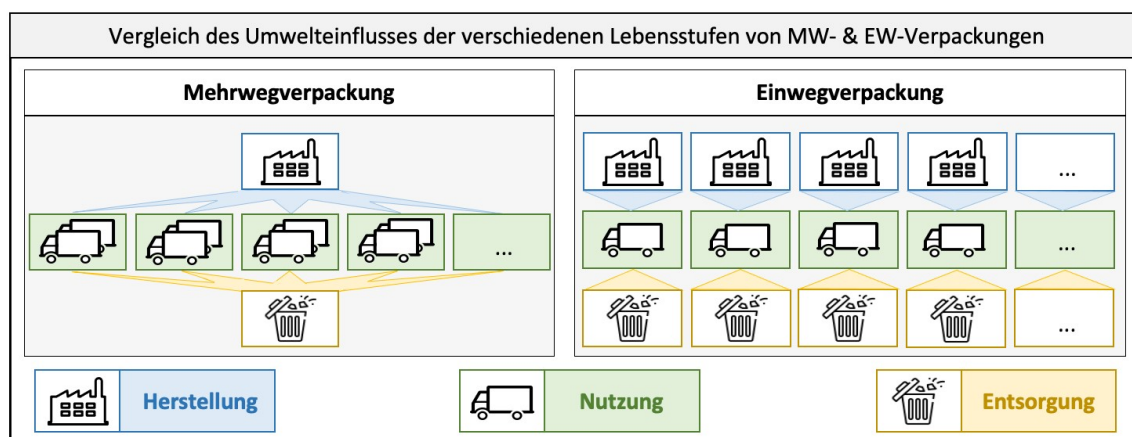 Vergleich des Umwelteinflusses der verschiedenen Lebensstufen von MW- & EW-Verpackungen
Mehrwegverpackung
Einwegverpackung
...
...
...
...
Herstellung
Nutzung
Entsorgung